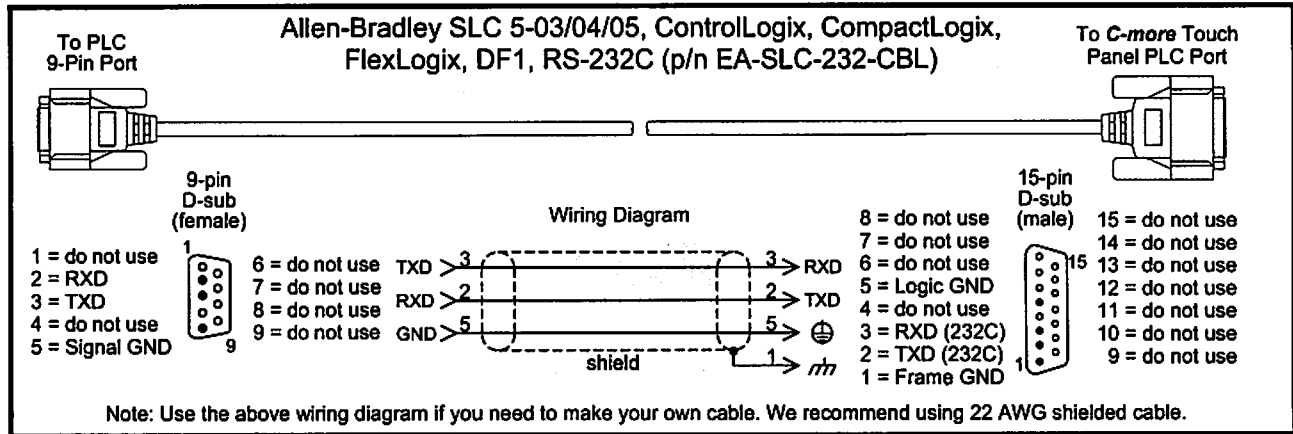 Allen-Bradley SLC 5-03/04/05, ControlLogix, CompactLogix,
FlexLogix, DF1, RS-232C (p/n EA-SLC-232-CBL)
To PLC
9-Pin Port
To C-more Touch
Panel PLC Port
9-pin
D-sub
(female)
1 = do not use
2 = RXD
3 = TXD
4 = do not use
5 = Signal GND
1
9
6 = do not use
7 = do not use
8 = do not use
9 = do not use
Wiring Diagram
TXD 3 3 RXD
RXD 2 2 TXD
GND 5 5
shield 1
8 = do not use
7 = do not use
6 = do not use
5 = Logic GND
4 = do not use
3 = RXD (232C)
2 = TXD (232C)
1 = Frame GND
15-pin
D-sub
(male)
15
1
15 = do not use
14 = do not use
13 = do not use
12 = do not use
11 = do not use
10 = do not use
9 = do not use
Note: Use the above wiring diagram if you need to make your own cable. We recommend using 22 AWG shielded cable.